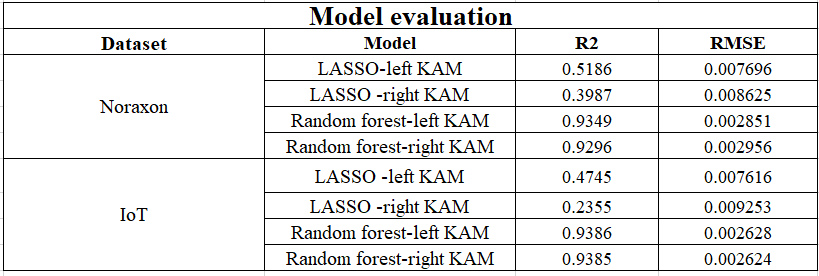 Model evaluation
Dataset Model R2 RMSE
Noraxon
LASSO-left KAM 0.5186 0.007696
LASSO -right KAM 0.3987 0.008625
Random forest-left KAM 0.9349 0.002851
Random forest-right KAM 0.9296 0.002956
IoT
LASSO -left KAM 0.4745 0.007616
LASSO -right KAM 0.2355 0.009253
Random forest-left KAM 0.9386 0.002628
Random forest-right KAM 0.9385 0.002624